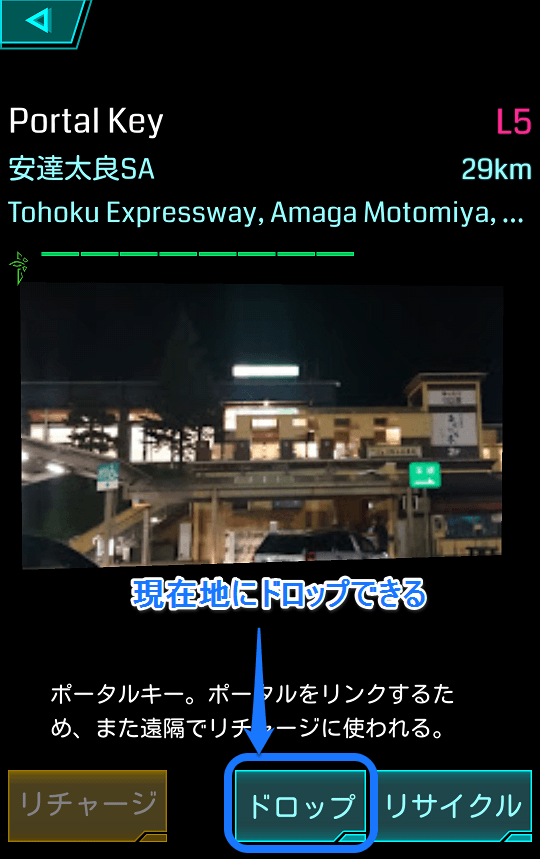 Portal Key
L5
安達太良SA
29km
Tohoku Expressway, Amaga Motomiya, ...
現在地にドロップできる
ポータルキー。ポータルをリンクするた
め、また遠隔でリチャージに使われる。
リチャージ
ドロップ
リサイクル